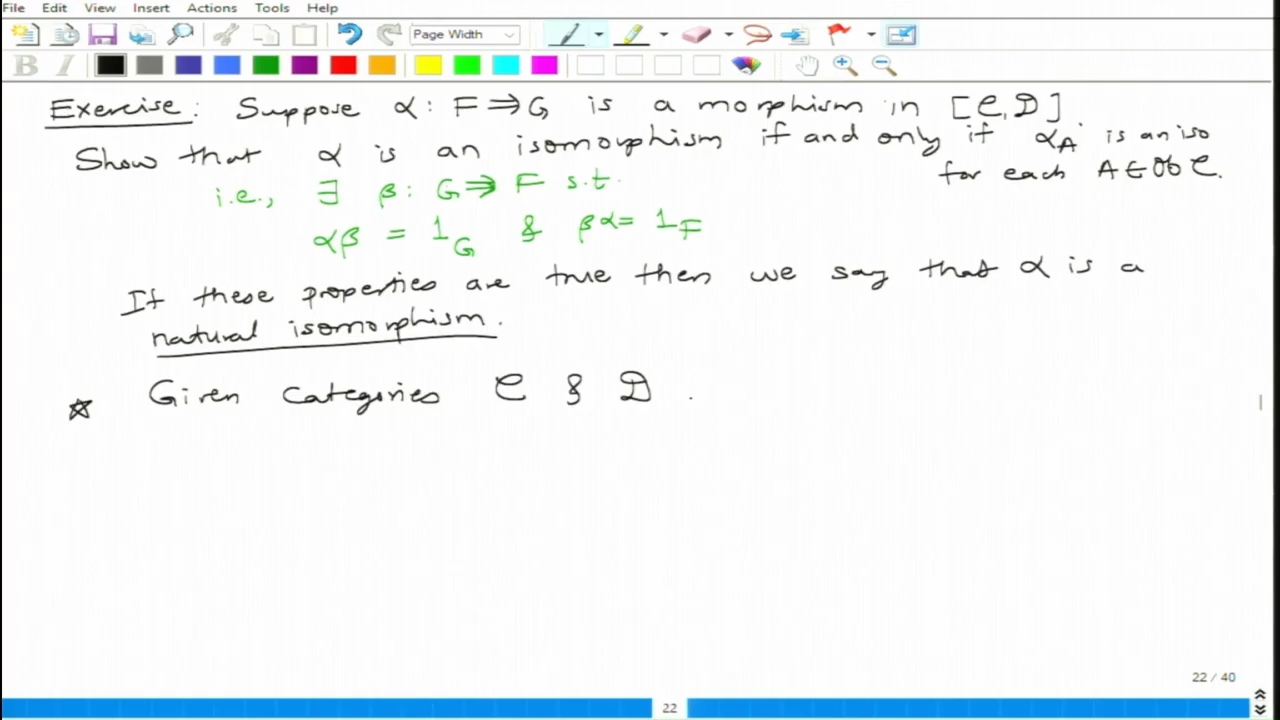 File Edit View Insert Actions Tools Help
Page Width
B I
Exercise: Suppose α: F ⇒ G is a morphism in [C, D]
Show that α is an isomorphism if and only if α_A is an iso
for each A ∈ Ob C.
i.e., ∃ β: G ⇒ F s.t.
αβ = 1_G & βα = 1_F
If these properties are true then we say that α is a
natural isomorphism.
☆ Given categories C & D .
22 / 40
22